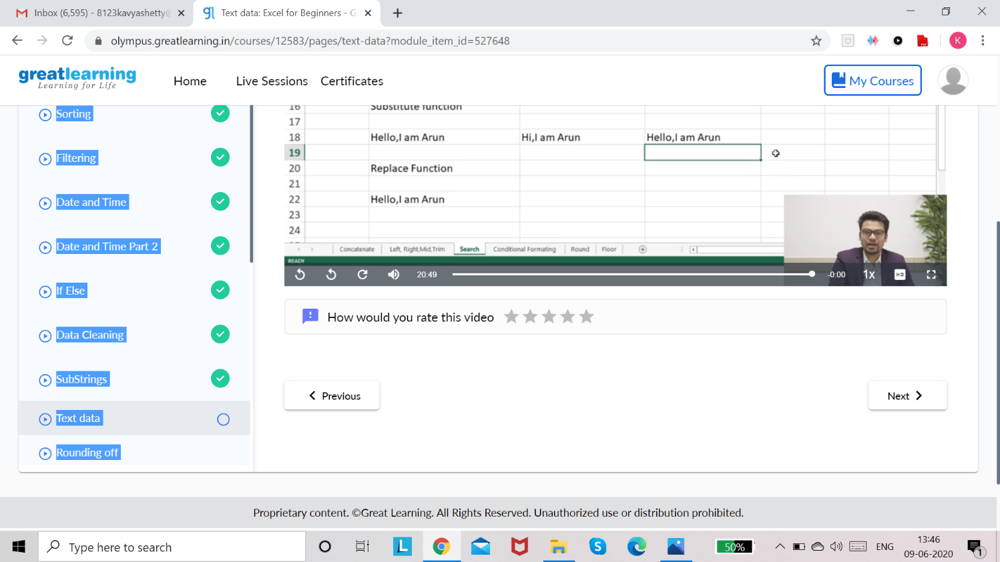 Inbox (6,595) - 8123kavyashetty@
Text data: Excel for Beginners - G
olympus.greatlearning.in/courses/12583/pages/text-data?module_item_id=527648
K
greatlearning
Learning for Life
Home
Live Sessions
Certificates
My Courses
Sorting
Filtering
Date and Time
Date and Time Part 2
If Else
Data Cleaning
SubStrings
Text data
Rounding off
16 Substitute function
17
18 Hello,I am Arun Hi,I am Arun Hello,I am Arun
19
20 Replace Function
21
22 Hello,I am Arun
23
24
Concatenate Left, Right,Mid,Trim Search Conditional Formating Round Floor
READY
20:49 -0:00 1x HD
How would you rate this video
Previous
Next
Proprietary content. ©Great Learning. All Rights Reserved. Unauthorized use or distribution prohibited.
Type here to search
L
50%
ENG
13:46
09-06-2020
1